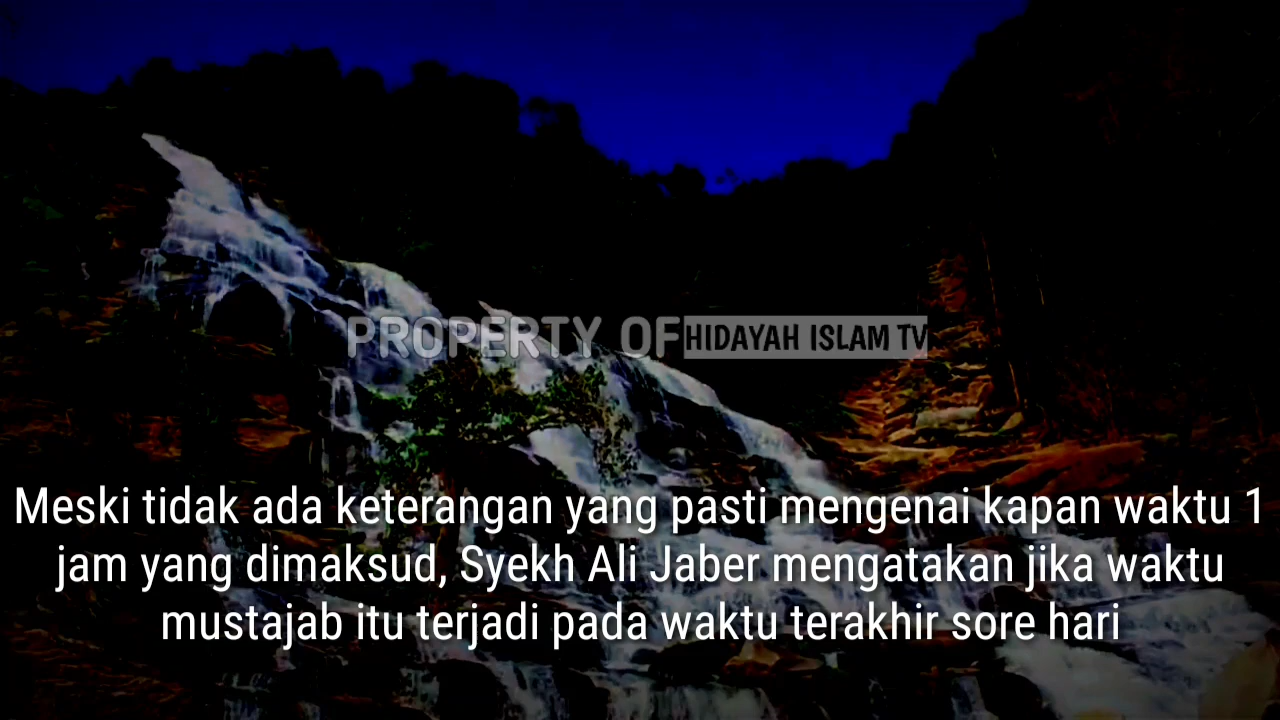 PROPERTY OF HIDAYAH ISLAM TV
Meski tidak ada keterangan yang pasti mengenai kapan waktu 1
jam yang dimaksud, Syekh Ali Jaber mengatakan jika waktu
mustajab itu terjadi pada waktu terakhir sore hari